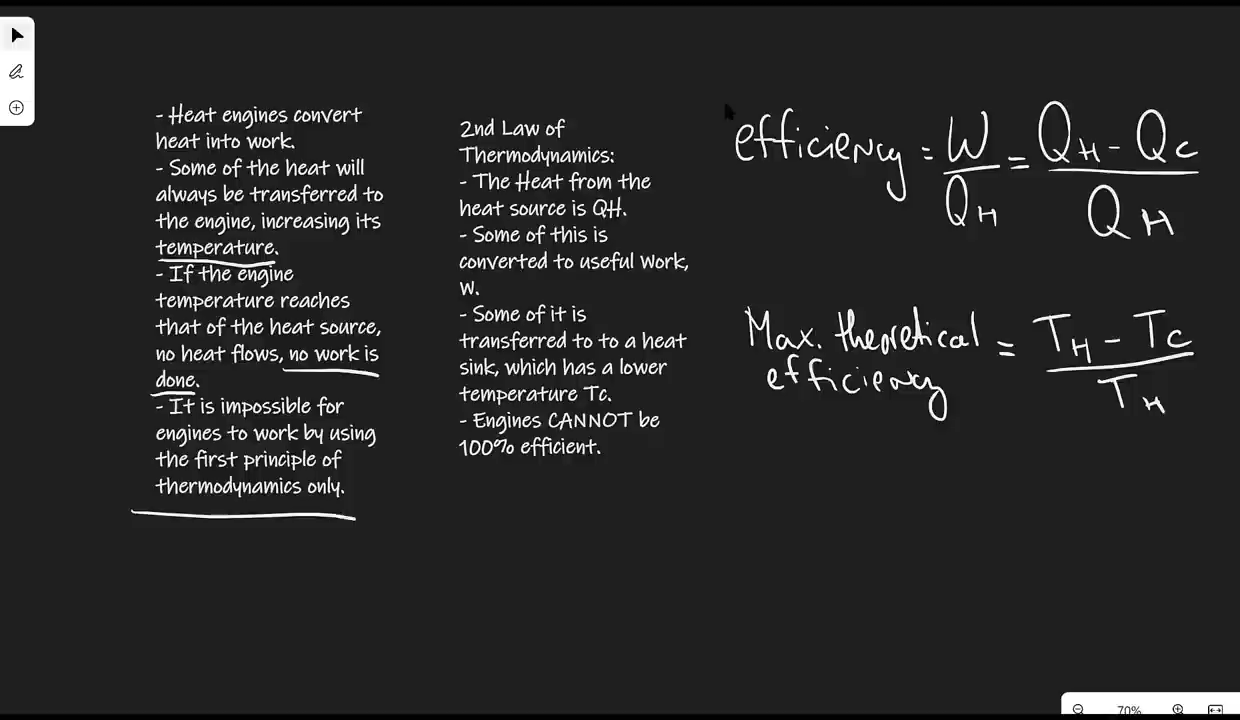 - Heat engines convert
heat into work.
- Some of the heat will
always be transferred to
the engine, increasing its
temperature.
- If the engine
temperature reaches
that of the heat source,
no heat flows, no work is
done.
- It is impossible for
engines to work by using
the first principle of
thermodynamics only.
2nd Law of
Thermodynamics:
- The Heat from the
heat source is QH.
- Some of this is
converted to useful Work,
W.
- Some of it is
transferred to to a heat
sink, which has a lower
temperature Tc.
- Engines CANNOT be
100% efficient.
efficiency = W/QH = QH - QC/QH
Max. theoretical
efficiency = TH - TC/TH
70%